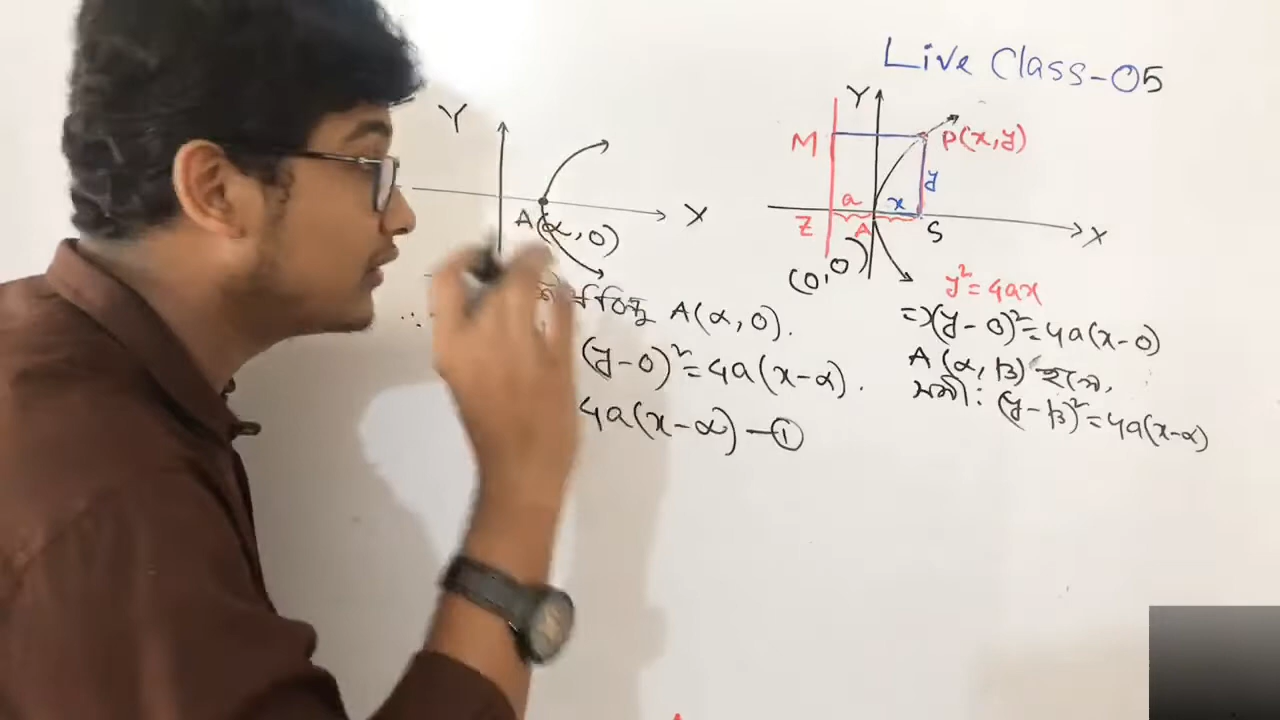 Live Class-05
Y
X
A(α, 0)
A(α, 0).
(y-0)²=4a(x-α).
4a(x-α) —①
Y
M
P(x,y)
y
a
x
Z
A
S
X
(0,0)
y²=4ax
=>(y-0)²=4a(x-0)
A(α, β) হলে,
সমী: (y-β)²=4a(x-α)